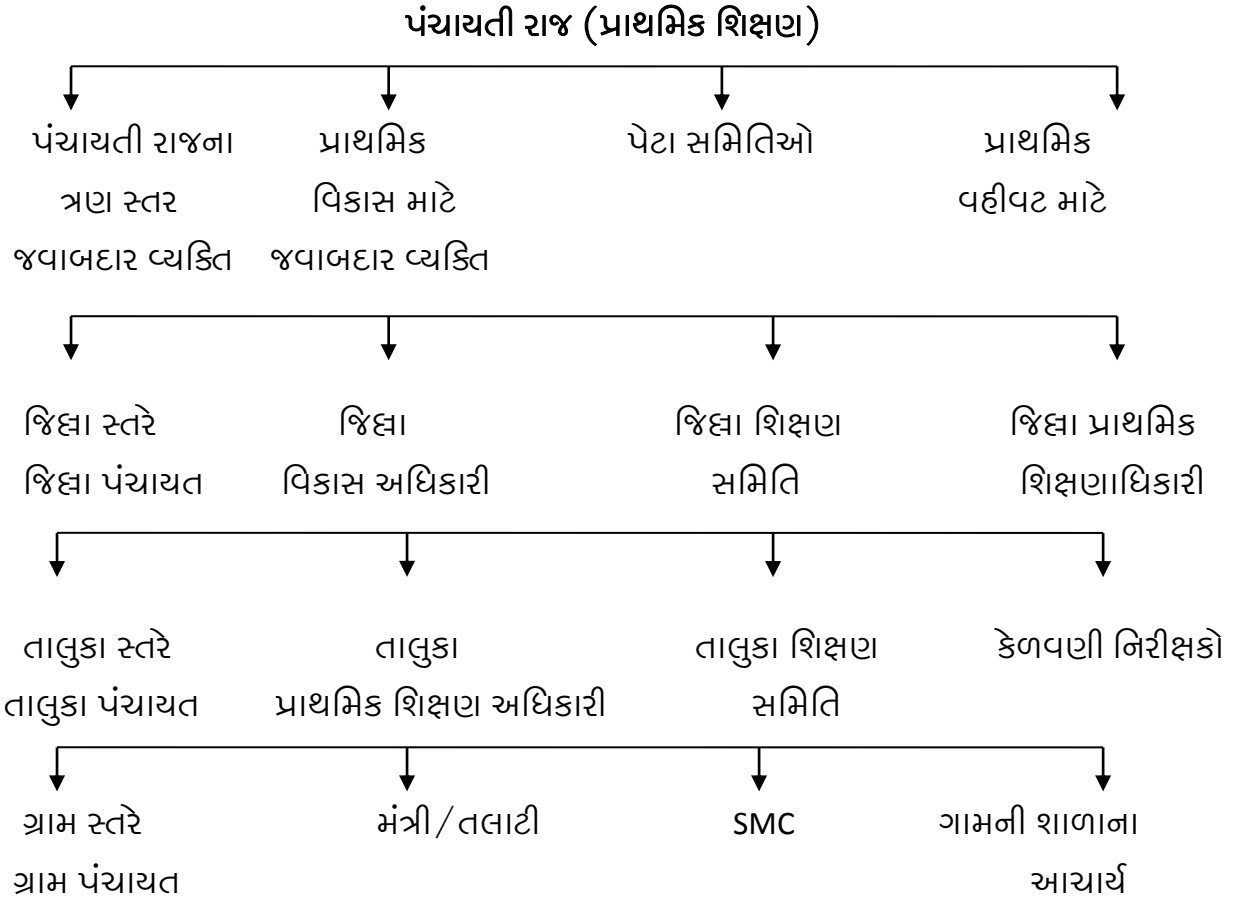 પંચાયતી રાજ (પ્રાથમિક શિક્ષણ)
પંચાયતી રાજના પ્રાથમિક પેટા સમિતિઓ પ્રાથમિક
ત્રણ સ્તર વિકાસ માટે વહીવટ માટે
જવાબદાર વ્યક્તિ જવાબદાર વ્યક્તિ
જિલ્લા સ્તરે જિલ્લા જિલ્લા શિક્ષણ જિલ્લા પ્રાથમિક
જિલ્લા પંચાયત વિકાસ અધિકારી સમિતિ શિક્ષણાધિકારી
તાલુકા સ્તરે તાલુકા તાલુકા શિક્ષણ કેળવણી નિરીક્ષકો
તાલુકા પંચાયત પ્રાથમિક શિક્ષણ અધિકારી સમિતિ
ગ્રામ સ્તરે મંત્રી/તલાટી SMC ગામની શાળાના
ગ્રામ પંચાયત આચાર્ય